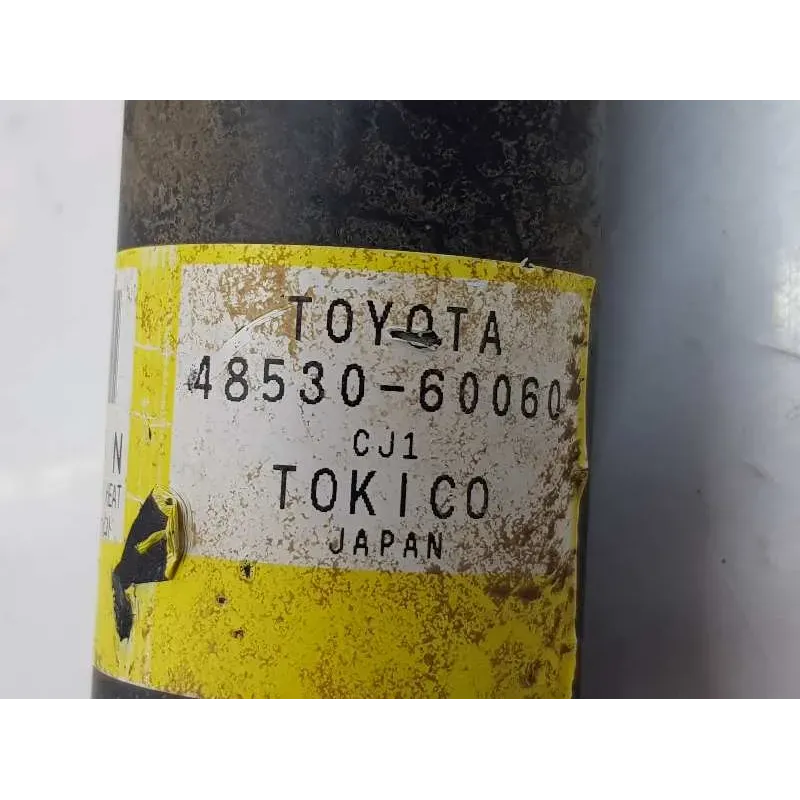 TOYOTA
48530-60060
CJ1
TOKICO
JAPAN
N